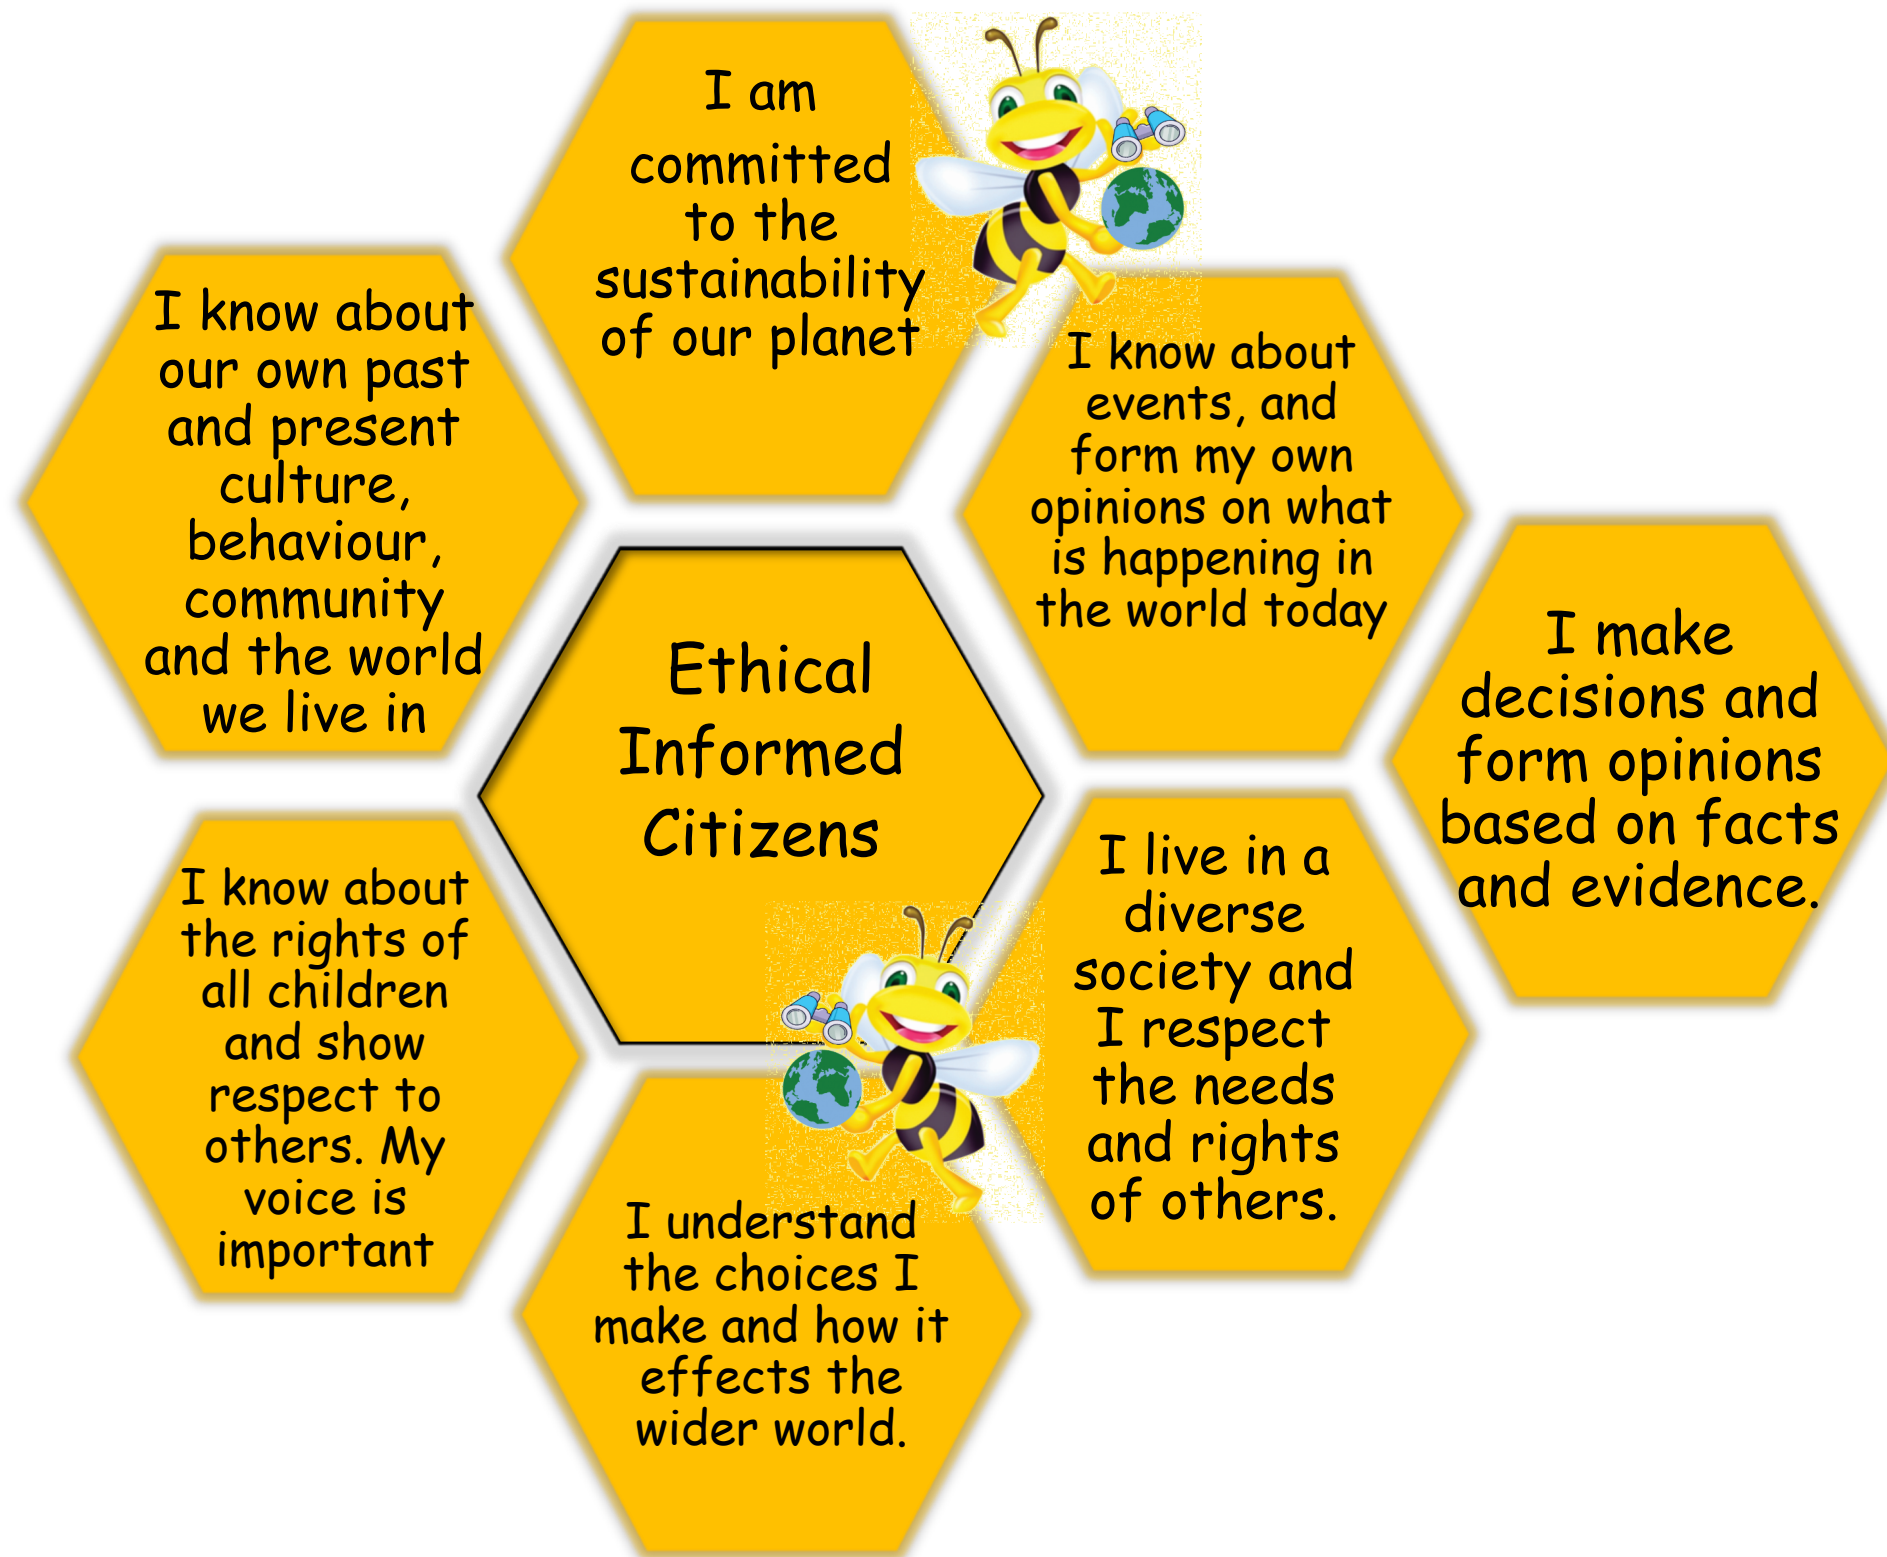 I am
committed
to the
sustainability
of our planet
I know about
our own past
and present
culture,
behaviour,
community
and the world
we live in
I know about
events, and
form my own
opinions on what
is happening in
the world today
I make
decisions and
form opinions
based on facts
and evidence.
Ethical
Informed
Citizens
I know about
the rights of
all children
and show
respect to
others. My
voice is
important
I live in a
diverse
society and
I respect
the needs
and rights
of others.
I understand
the choices I
make and how it
effects the
wider world.